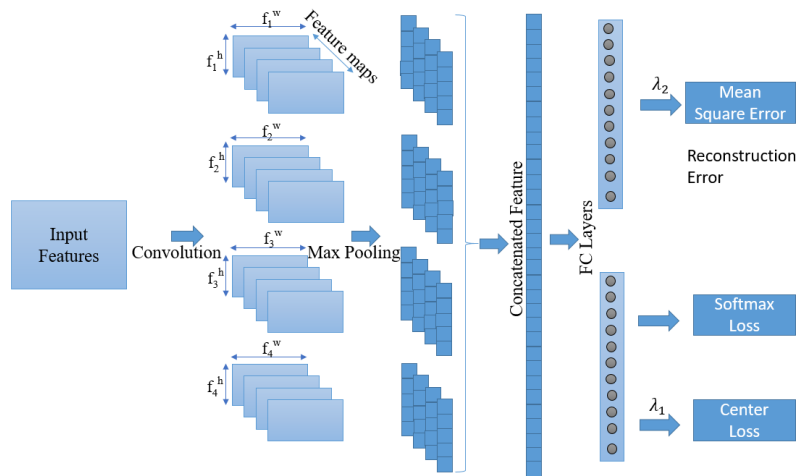 Input
Features
Convolution
f₁ʷ
f₁ʰ
Feature maps
f₂ʷ
f₂ʰ
f₃ʷ
f₃ʰ
f₄ʷ
f₄ʰ
Max Pooling
Concatenated Feature
FC Layers
λ₂
Mean
Square Error
Reconstruction
Error
Softmax
Loss
λ₁
Center
Loss